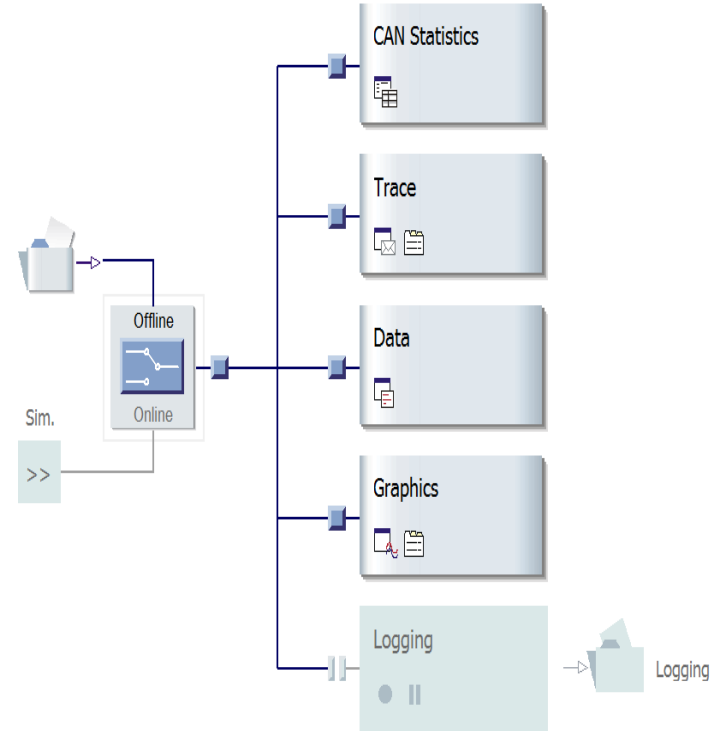 CAN Statistics
Trace
Offline
Data
Online
Sim.
>>
Graphics
Logging
Logging